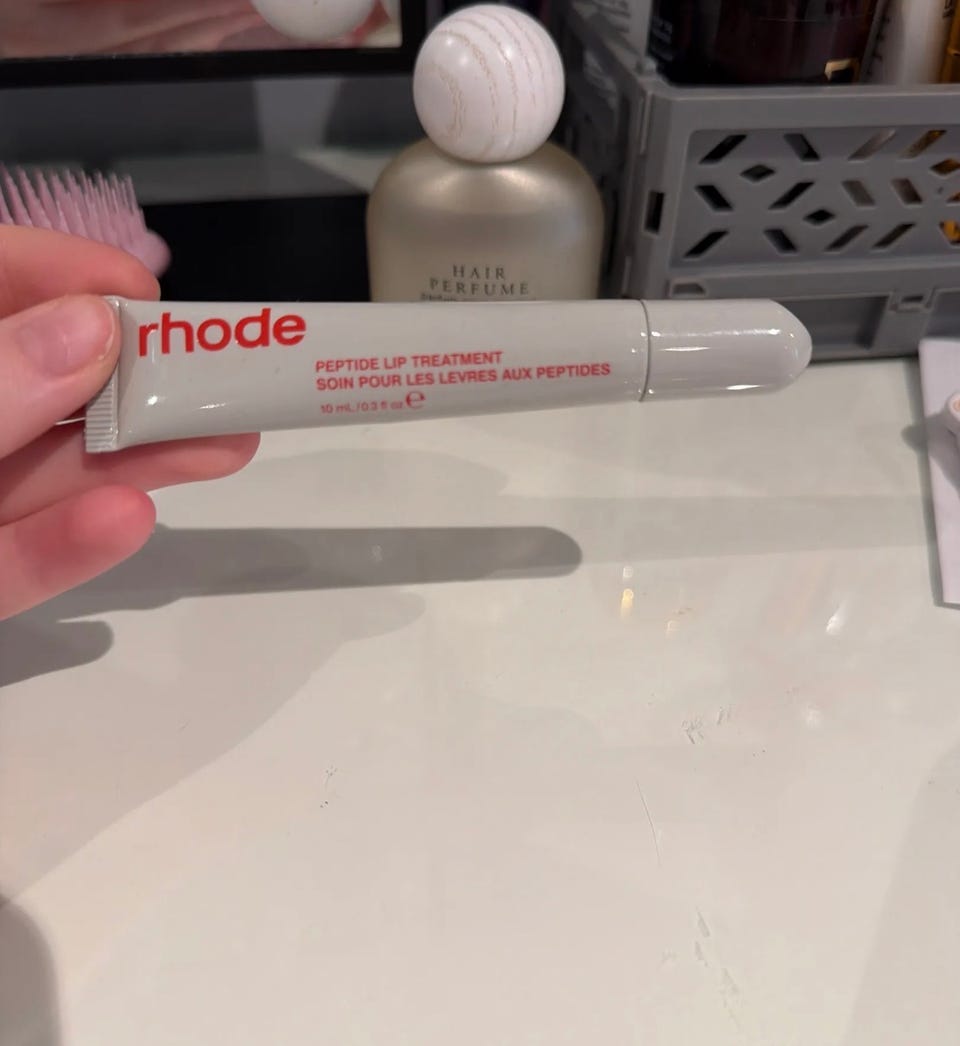 HAIR
PERFUME
rhode
PEPTIDE LIP TREATMENT
SOIN POUR LES LEVRES AUX PEPTIDES
10 mL / 0.3 fl oz ℮